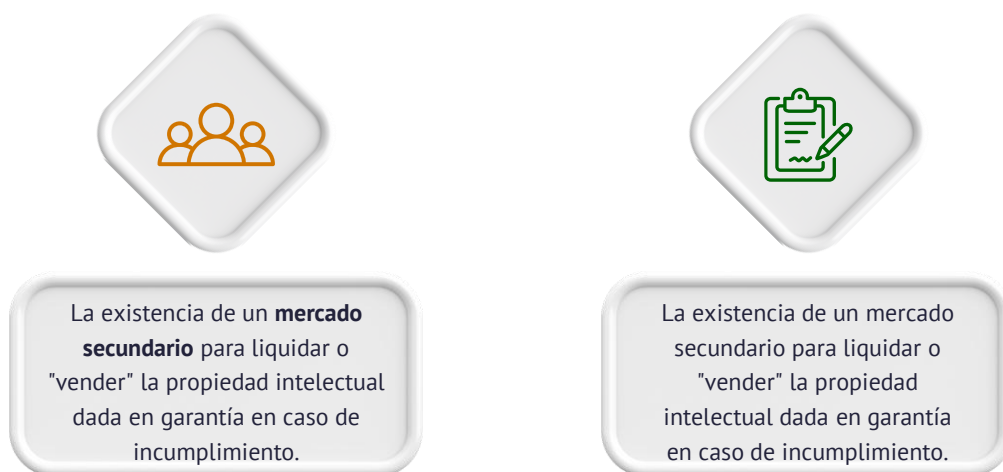 La existencia de un mercado
secundario para liquidar o
"vender" la propiedad intelectual
dada en garantía en caso de
incumplimiento.
La existencia de un mercado
secundario para liquidar o
"vender" la propiedad
intelectual dada en garantía
en caso de incumplimiento.